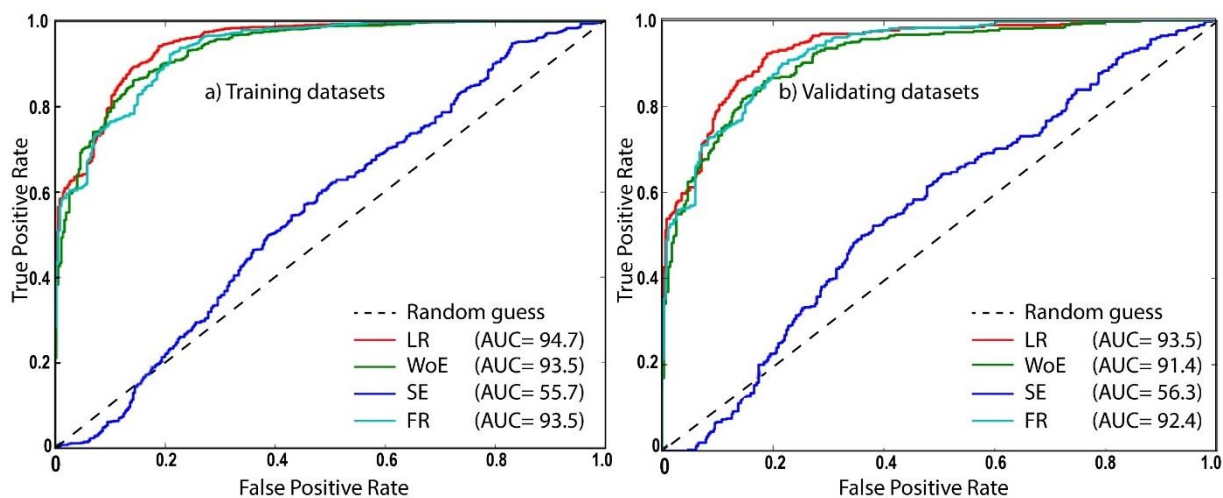 a) Training datasets
True Positive Rate
1.0
0.8
0.6
0.4
0.2
0
0
0.2
0.4
0.6
0.8
1.0
False Positive Rate
Random guess
LR (AUC= 94.7)
WoE (AUC= 93.5)
SE (AUC= 55.7)
FR (AUC= 93.5)
b) Validating datasets
True Positive Rate
1.0
0.8
0.6
0.4
0.2
0
0
0.2
0.4
0.6
0.8
1.0
False Positive Rate
Random guess
LR (AUC= 93.5)
WoE (AUC= 91.4)
SE (AUC= 56.3)
FR (AUC= 92.4)